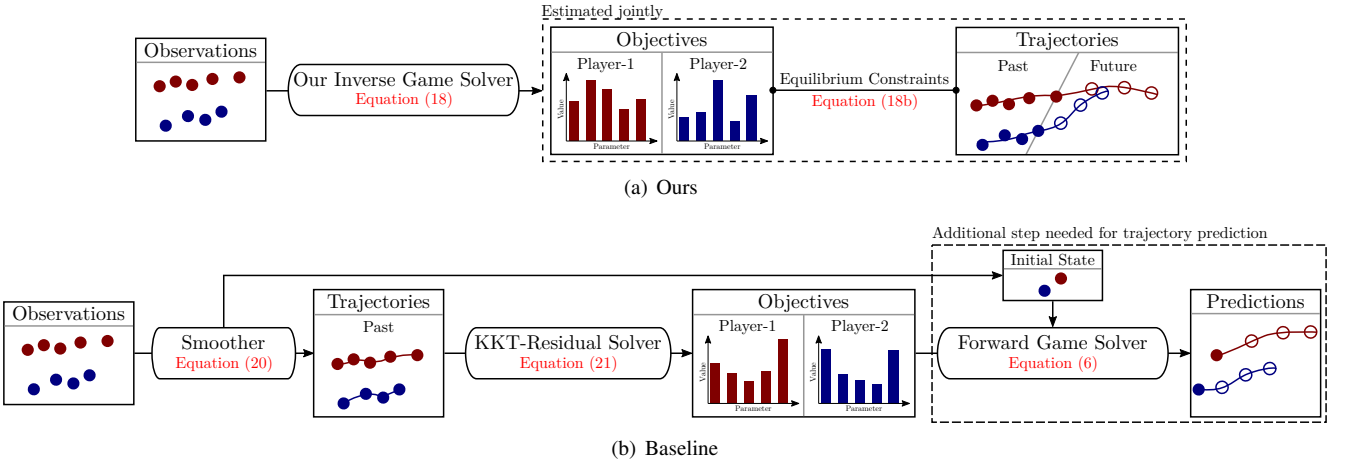 Estimated jointly
Observations
Our Inverse Game Solver
Equation (18)
Objectives
Player-1
Value
Parameter
Player-2
Value
Parameter
Equilibrium Constraints
Equation (18b)
Trajectories
Past
Future
(a) Ours
Additional step needed for trajectory prediction
Initial State
Observations
Smoother
Equation (20)
Trajectories
Past
KKT-Residual Solver
Equation (21)
Objectives
Player-1
Value
Parameter
Player-2
Value
Parameter
Forward Game Solver
Equation (6)
Predictions
(b) Baseline